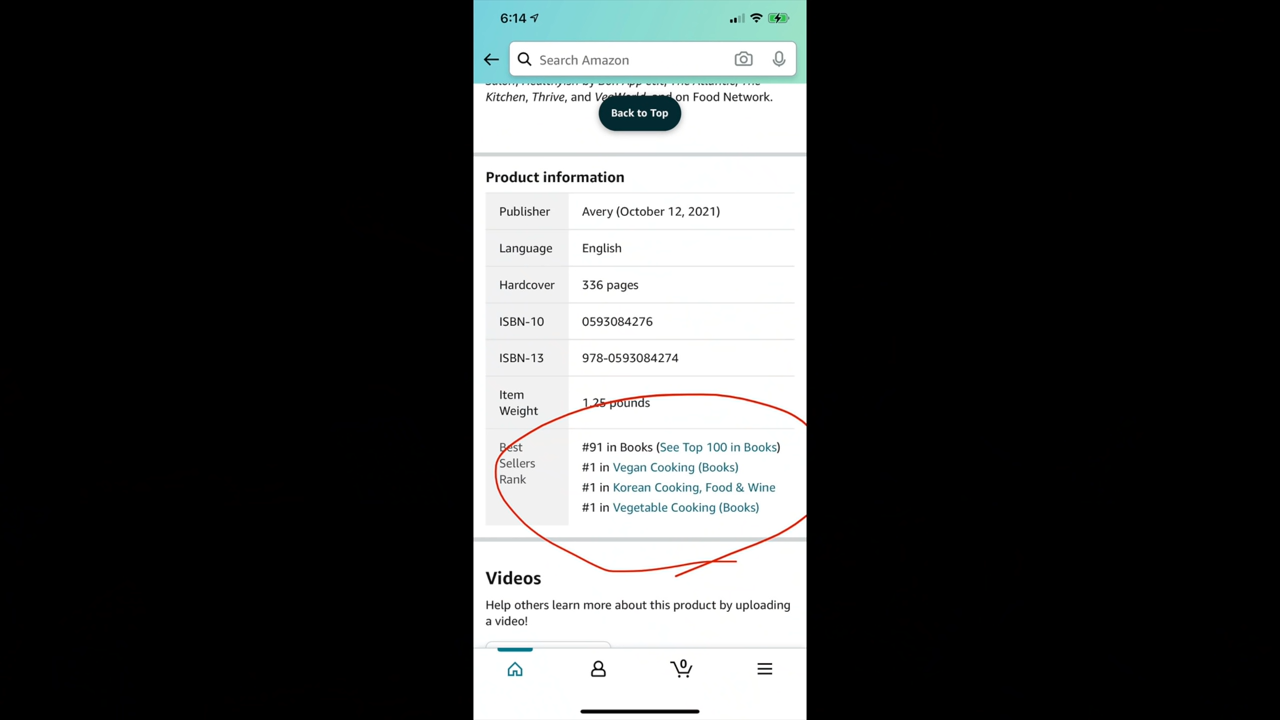 6:14
Search Amazon
Kitchen, Thrive, and VegWorld, and on Food Network.
Back to Top
Product information
Publisher Avery (October 12, 2021)
Language English
Hardcover 336 pages
ISBN-10 0593084276
ISBN-13 978-0593084274
Item Weight 1.25 pounds
Best Sellers Rank
#91 in Books (See Top 100 in Books)
#1 in Vegan Cooking (Books)
#1 in Korean Cooking, Food & Wine
#1 in Vegetable Cooking (Books)
Videos
Help others learn more about this product by uploading
a video!
0